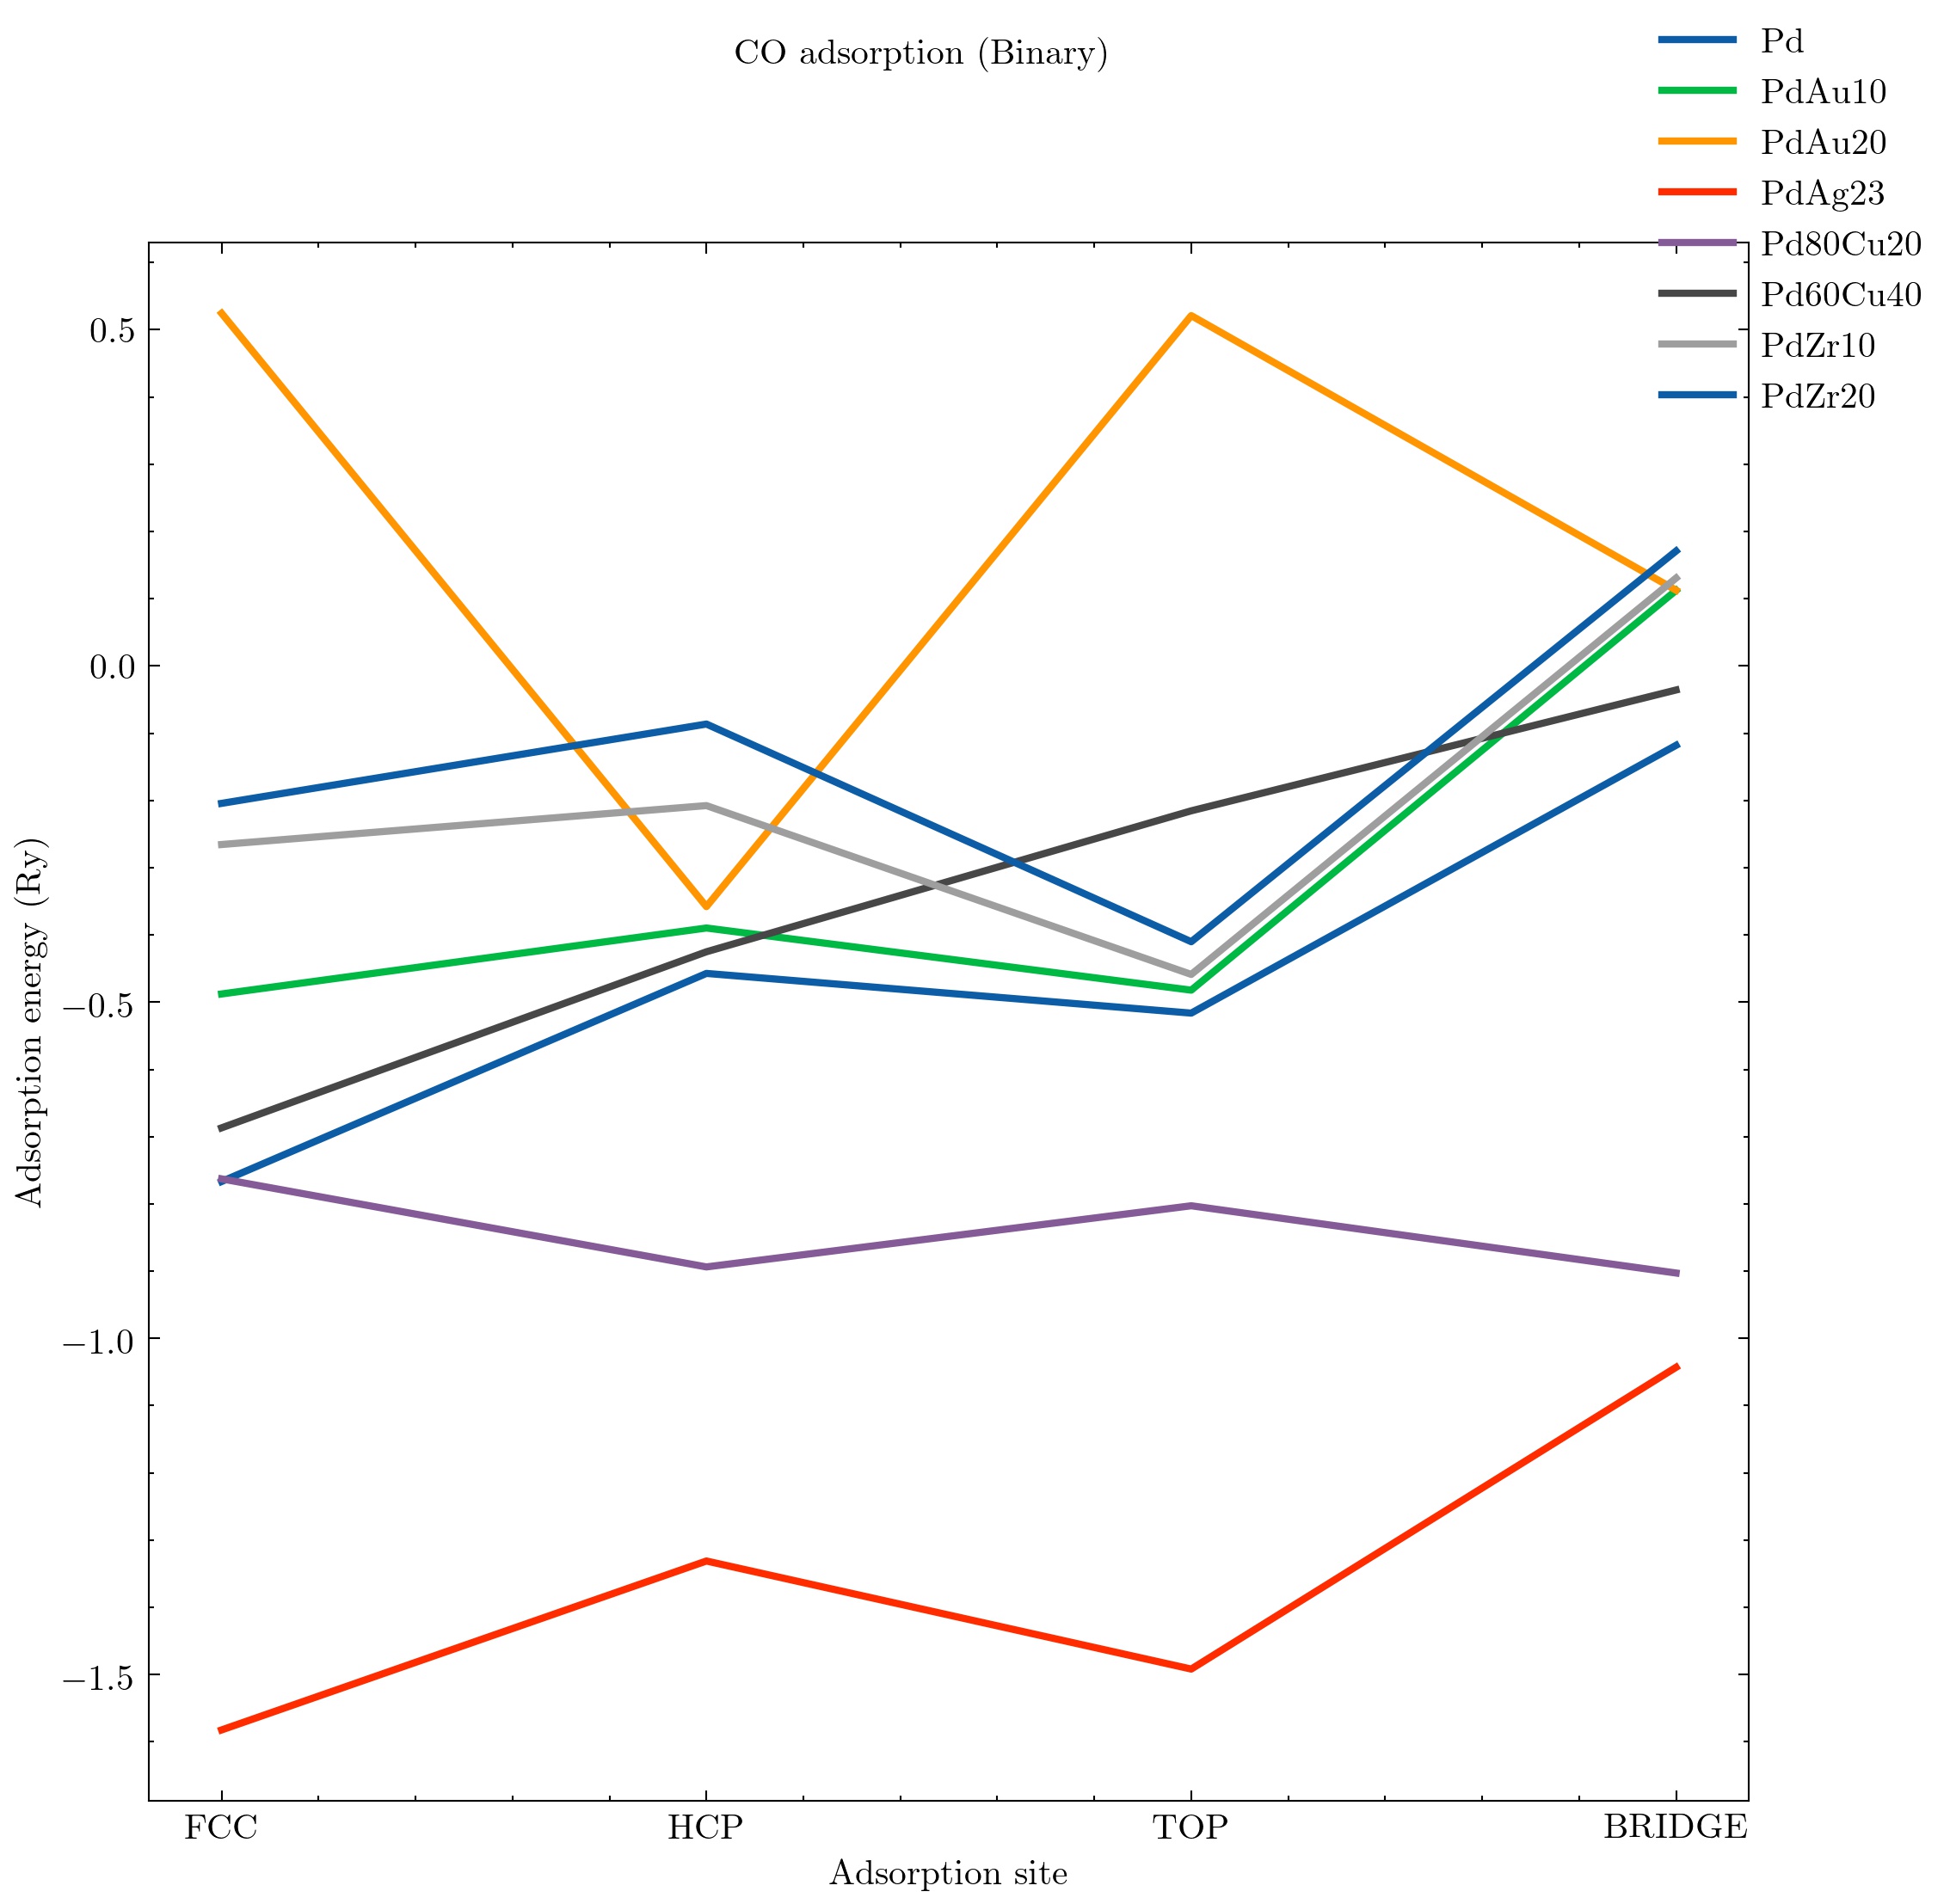 CO adsorption (Binary)
Pd
PdAu10
PdAu20
PdAg23
Pd80Cu20
Pd60Cu40
PdZr10
PdZr20
0.5
0.0
−0.5
−1.0
−1.5
Adsorption energy (Ry)
FCC HCP TOP BRIDGE
Adsorption site